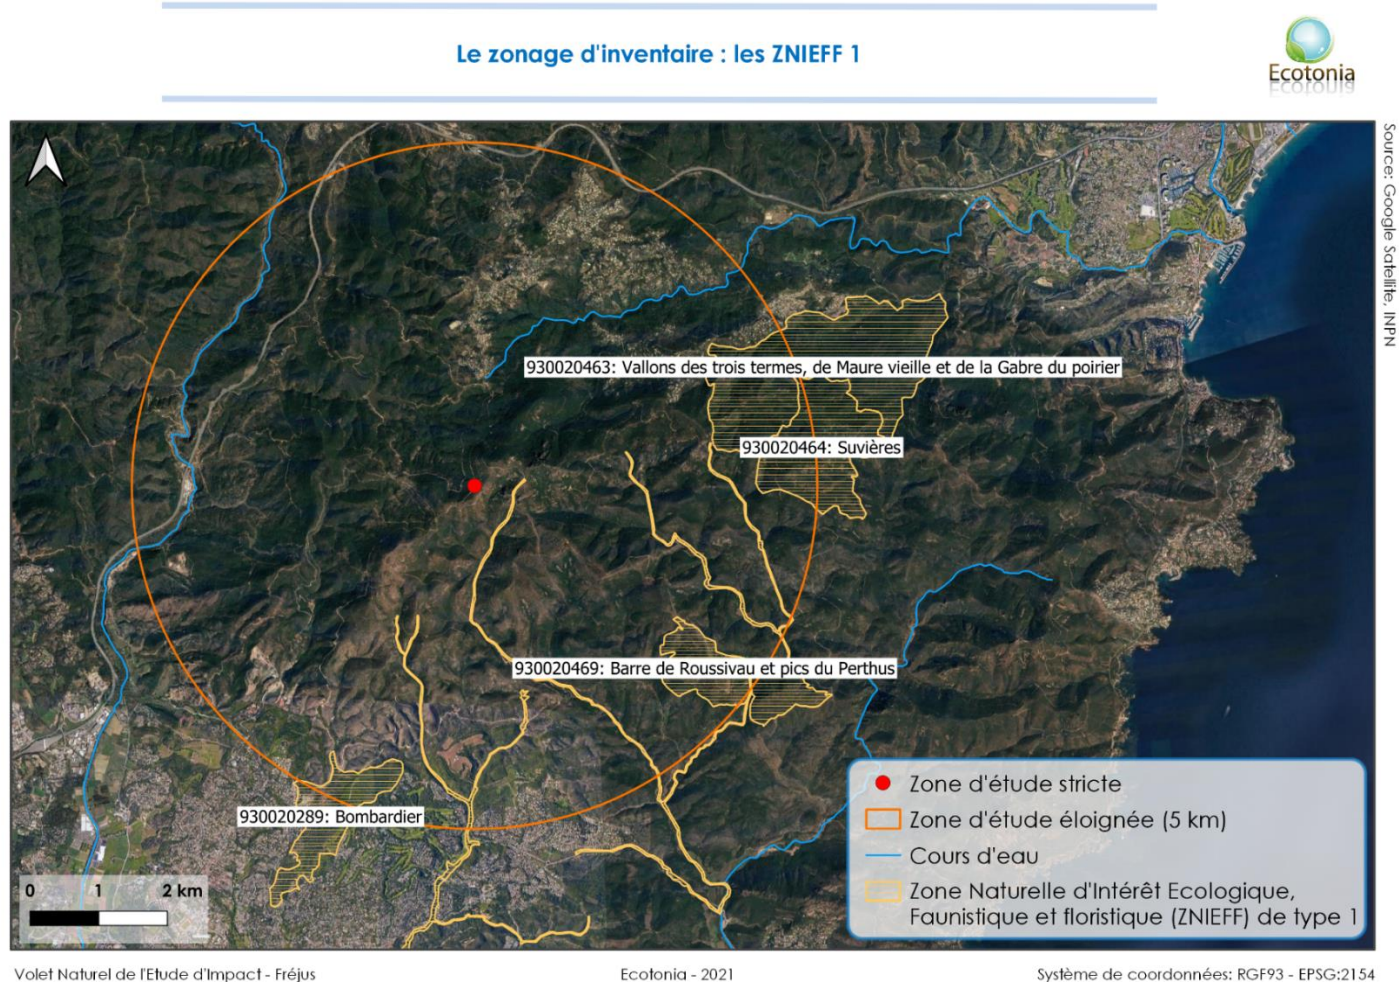 Le zonage d'inventaire : les ZNIEFF 1
Ecotonia
Source: Google Satellite, INPN
930020463: Vallons des trois termes, de Maure vieille et de la Gabre du poirier
930020464: Suvières
930020469: Barre de Roussivau et pics du Perthus
930020289: Bombardier
0 1 2 km
Zone d'étude stricte
Zone d'étude éloignée (5 km)
Cours d'eau
Zone Naturelle d'Intérêt Ecologique,
Faunistique et floristique (ZNIEFF) de type 1
Volet Naturel de l'Etude d'Impact - Fréjus
Ecotonia - 2021
Système de coordonnées: RGF93 - EPSG:2154